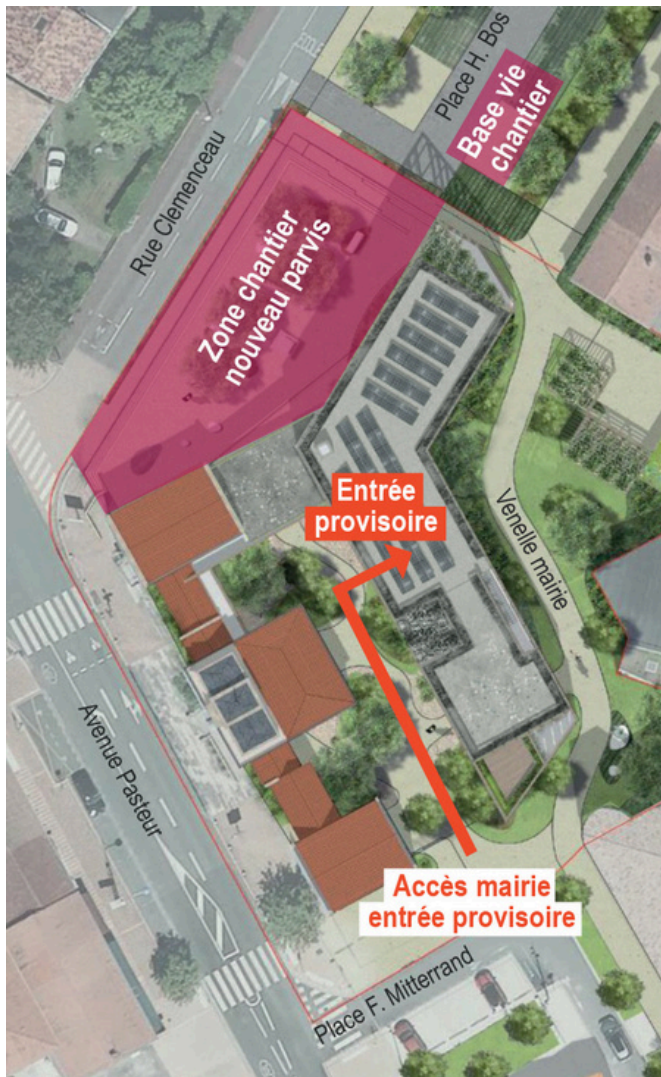 Place H. Bos
Base vie
chantier
Rue Clemenceau
Zone chantier
nouveau parvis
Entrée
provisoire
Venelle mairie
Avenue Pasteur
Accès mairie
entrée provisoire
Place F. Mitterrand